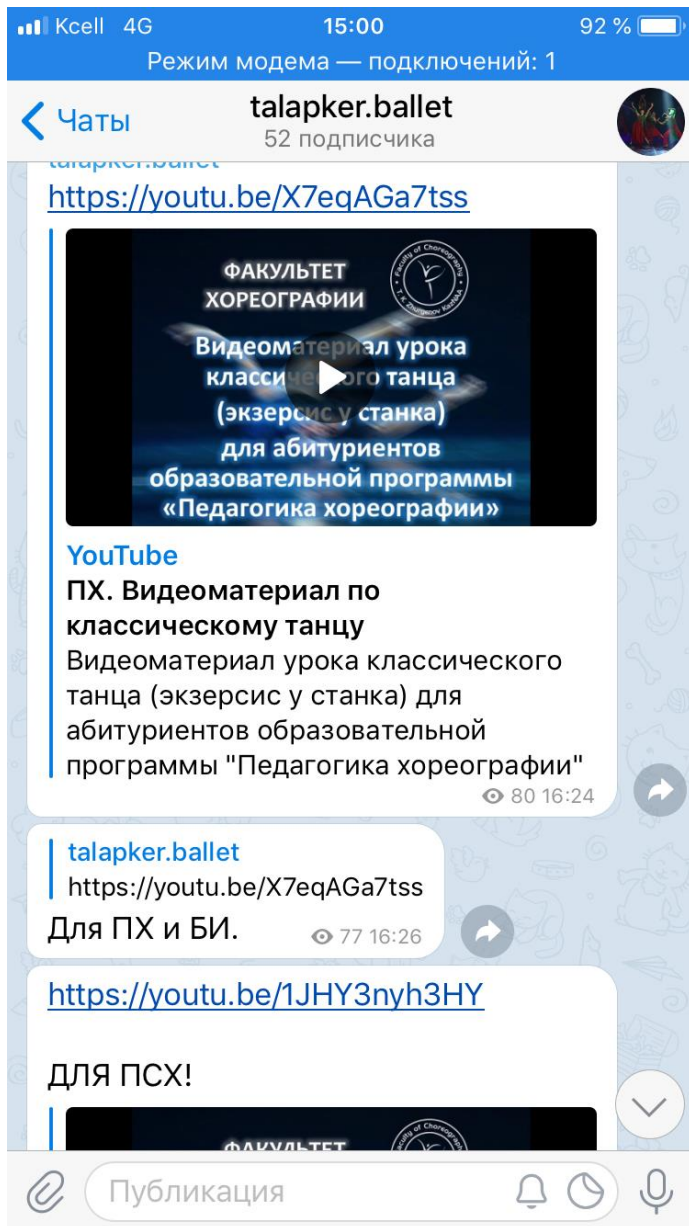 Kcell 4G 15:00 92 %
Режим модема — подключений: 1
Чаты
talapker.ballet
52 подписчика
talapker.ballet
https://youtu.be/X7eqAGa7tss
ФАКУЛЬТЕТ
ХОРЕОГРАФИИ
Faculty of Choreography
Видеоматериал урока
классического танца
(экзерсис у станка)
для абитуриентов
образовательной программы
«Педагогика хореографии»
YouTube
ПХ. Видеоматериал по
классическому танцу
Видеоматериал урока классического
танца (экзерсис у станка) для
абитуриентов образовательной
программы "Педагогика хореографии"
80 16:24
talapker.ballet
https://youtu.be/X7eqAGa7tss
Для ПХ и БИ.
77 16:26
https://youtu.be/1JHY3nyh3HY
ДЛЯ ПСХ!
ФАКУЛЬТЕТ
Публикация